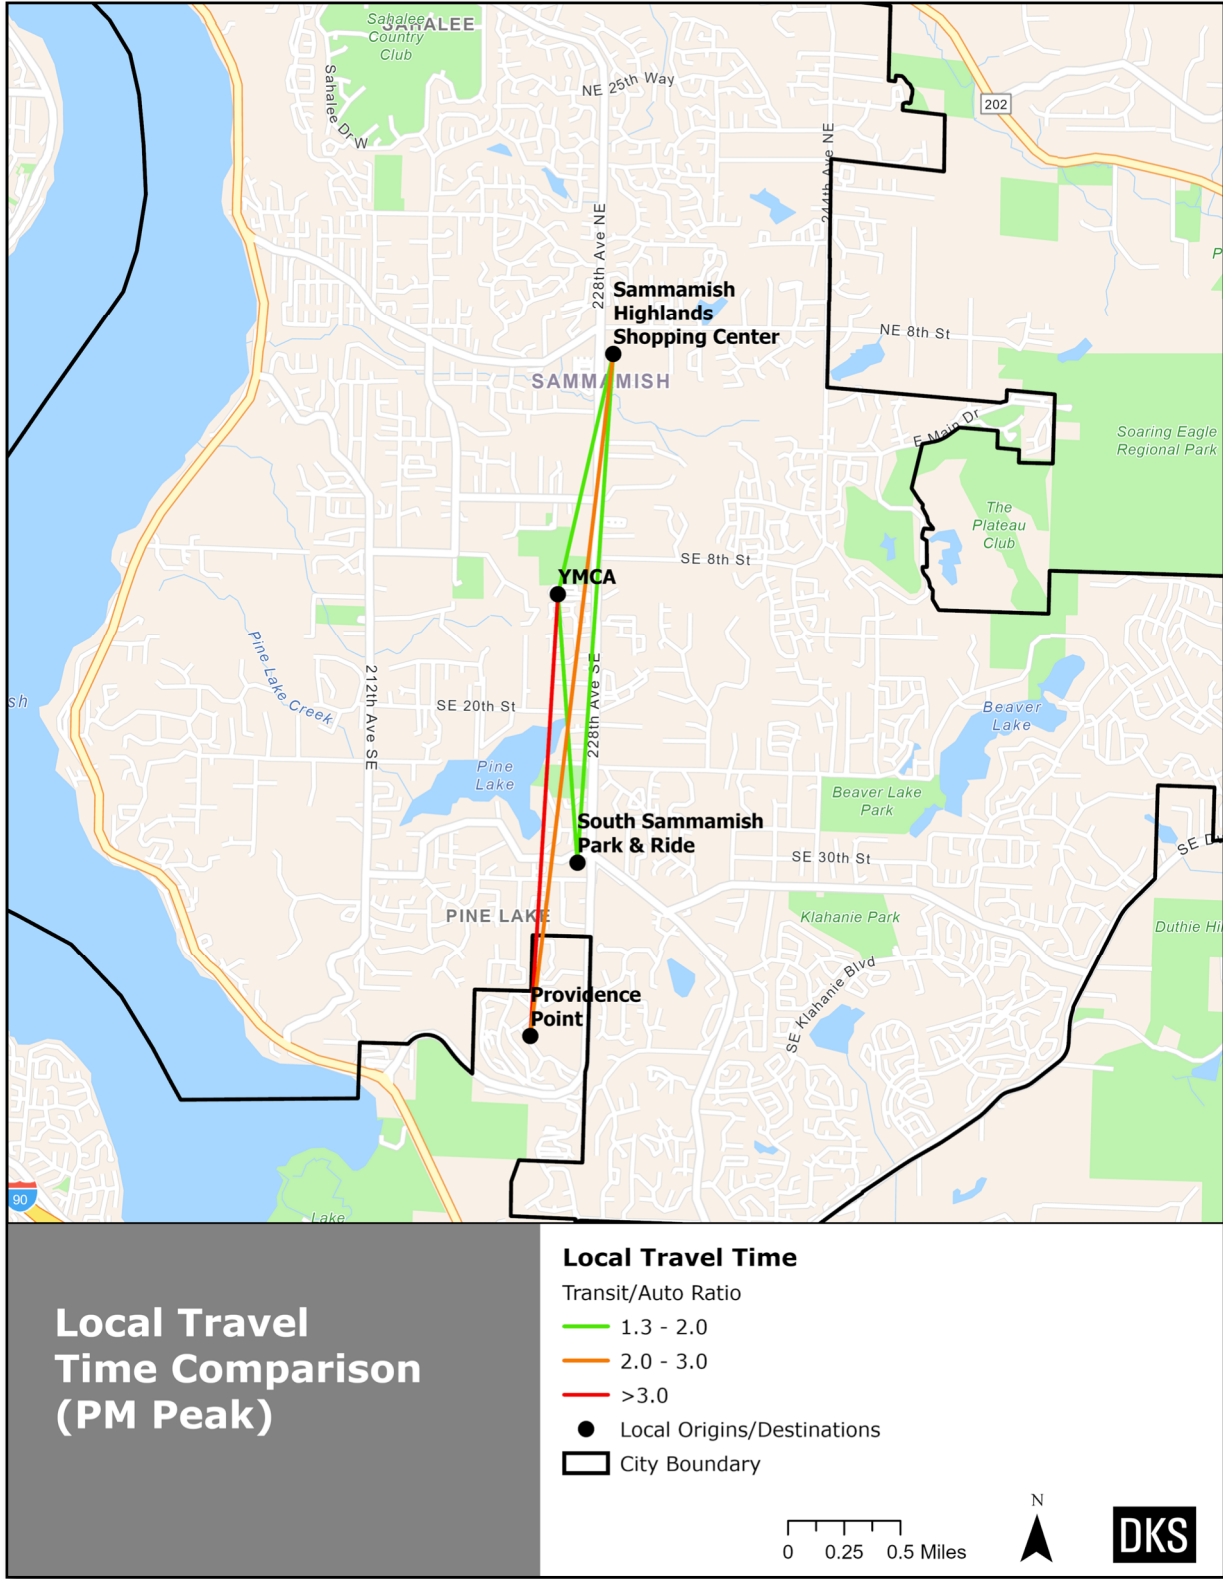 Sahalee
Country
Club
SAHALEE
Sahalee Dr W
NE 25th Way
202
244th Ave NE
228th Ave NE
Sammamish
Highlands
Shopping Center
SAMMAMISH
NE 8th St
E Main Dr
Soaring Eagle
Regional Park
The
Plateau
Club
SE 8th St
YMCA
Pine Lake Creek
212th Ave SE
SE 20th St
228th Ave SE
sh
Beaver
Lake
Pine
Lake
Beaver Lake
Park
South Sammamish
Park & Ride
SE 30th St
SE D
PINE LAKE
Klahanie Park
Duthie Hi
SE Klahanie Blvd
Providence
Point
90
Lake
Local Travel
Time Comparison
(PM Peak)
Local Travel Time
Transit/Auto Ratio
1.3 - 2.0
2.0 - 3.0
>3.0
Local Origins/Destinations
City Boundary
0 0.25 0.5 Miles
N
DKS